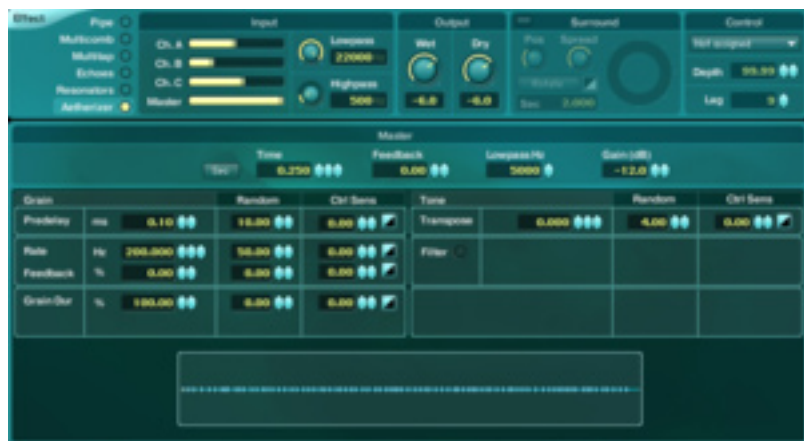 Effect
Pipe
Multicomb
Multitap
Echoes
Resonators
Aetherizer
Input
Ch. A
Ch. B
Ch. C
Master
Lowpass
22000
Highpass
500
Output
Wet
Dry
-6.0
-6.0
Surround
Pos
Spread
Rotate
Sec
2.000
Control
Not assigned
Depth
99.99
Lag
9
Master
Sec
Time
0.250
Feedback
0.00
Lowpass Hz
5000
Gain (dB)
-12.0
Grain
Random
Ctrl Sens
Tone
Random
Ctrl Sens
Predelay ms 0.10 10.00 0.00
Transpose 0.000 4.00 0.00
Rate Hz 200.000 50.00 0.00
Filter
Feedback % 0.00 0.00 0.00
Grain Dur % 100.00 0.00 0.00